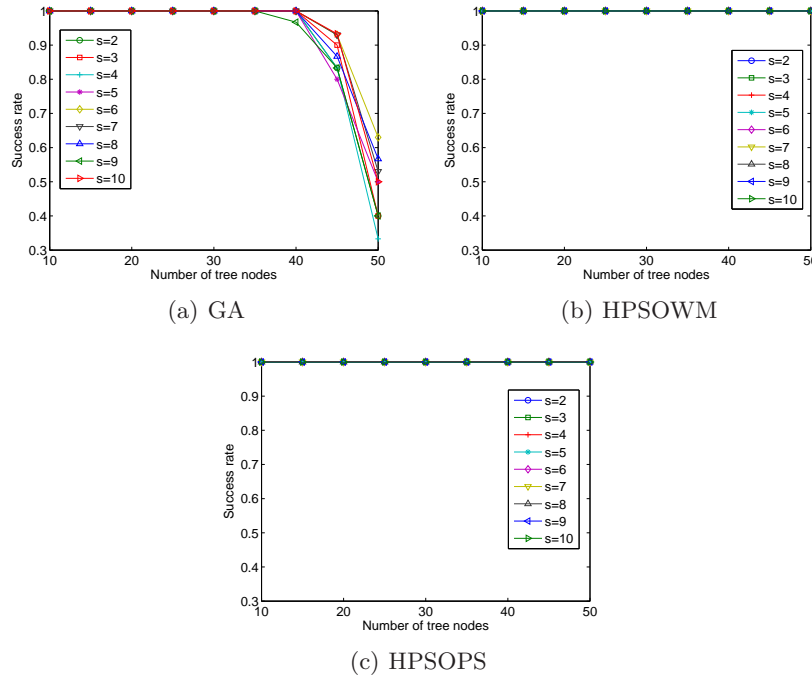 1
0.9
0.8
0.7
0.6
0.5
0.4
0.3
10 20 30 40 50
Success rate
Number of tree nodes
s=2
s=3
s=4
s=5
s=6
s=7
s=8
s=9
s=10
(a) GA
1
0.9
0.8
0.7
0.6
0.5
0.4
0.3
10 20 30 40 50
Success rate
Number of tree nodes
s=2
s=3
s=4
s=5
s=6
s=7
s=8
s=9
s=10
(b) HPSOWM
1
0.9
0.8
0.7
0.6
0.5
0.4
0.3
10 20 30 40 50
Success rate
Number of tree nodes
s=2
s=3
s=4
s=5
s=6
s=7
s=8
s=9
s=10
(c) HPSOPS